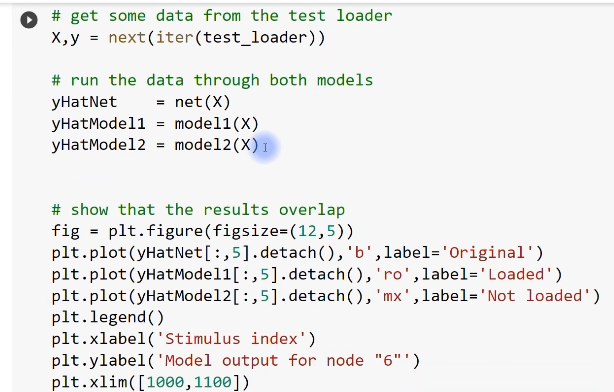 # get some data from the test loader
X,y = next(iter(test_loader))
# run the data through both models
yHatNet    = net(X)
yHatModel1 = model1(X)
yHatModel2 = model2(X)
# show that the results overlap
fig = plt.figure(figsize=(12,5))
plt.plot(yHatNet[:,5].detach(),'b',label='Original')
plt.plot(yHatModel1[:,5].detach(),'ro',label='Loaded')
plt.plot(yHatModel2[:,5].detach(),'mx',label='Not loaded')
plt.legend()
plt.xlabel('Stimulus index')
plt.ylabel('Model output for node "6"')
plt.xlim([1000,1100])